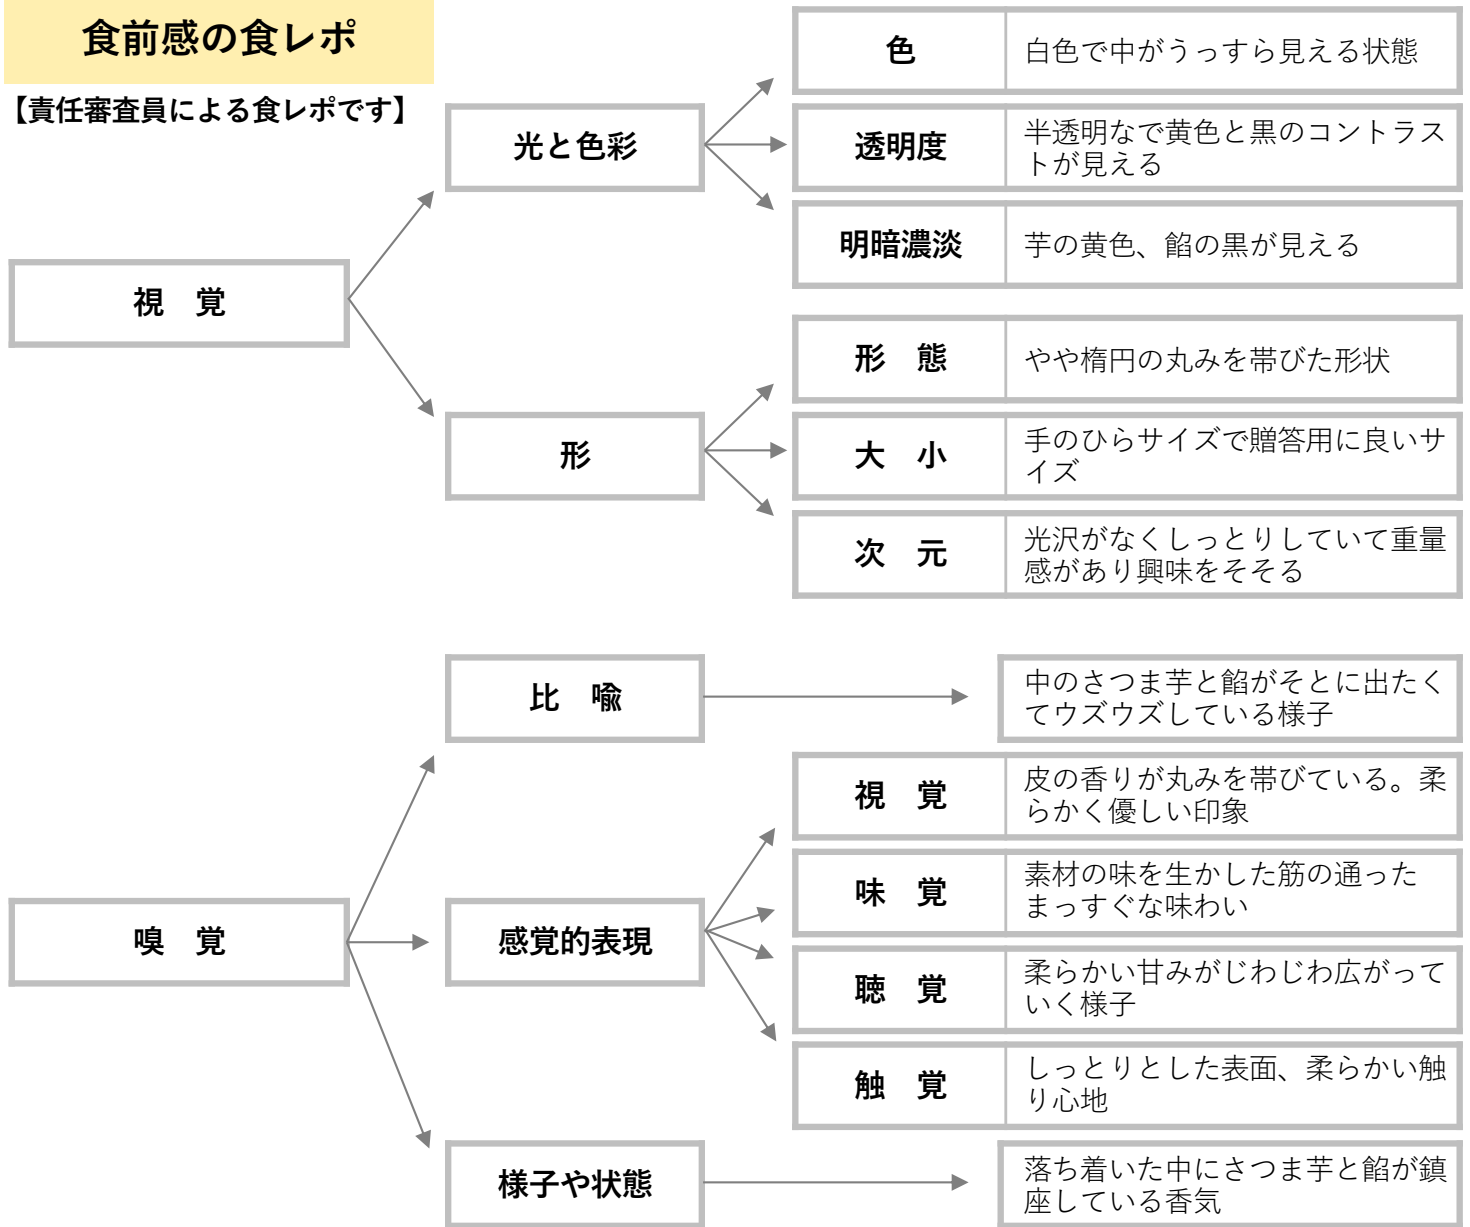 食前感の食レポ
【責任審査員による食レポです】
視　覚
光と色彩
色
白色で中がうっすら見える状態
透明度
半透明なで黄色と黒のコントラス
トが見える
明暗濃淡
芋の黄色、餡の黒が見える
形
形　態
やや楕円の丸みを帯びた形状
大　小
手のひらサイズで贈答用に良いサ
イズ
次　元
光沢がなくしっとりしていて重量
感があり興味をそそる
嗅　覚
比　喩
中のさつま芋と餡がそとに出たく
てウズウズしている様子
感覚的表現
視　覚
皮の香りが丸みを帯びている。柔
らかく優しい印象
味　覚
素材の味を生かした筋の通った
まっすぐな味わい
聴　覚
柔らかい甘みがじわじわ広がって
いく様子
触　覚
しっとりとした表面、柔らかい触
り心地
様子や状態
落ち着いた中にさつま芋と餡が鎮
座している香気